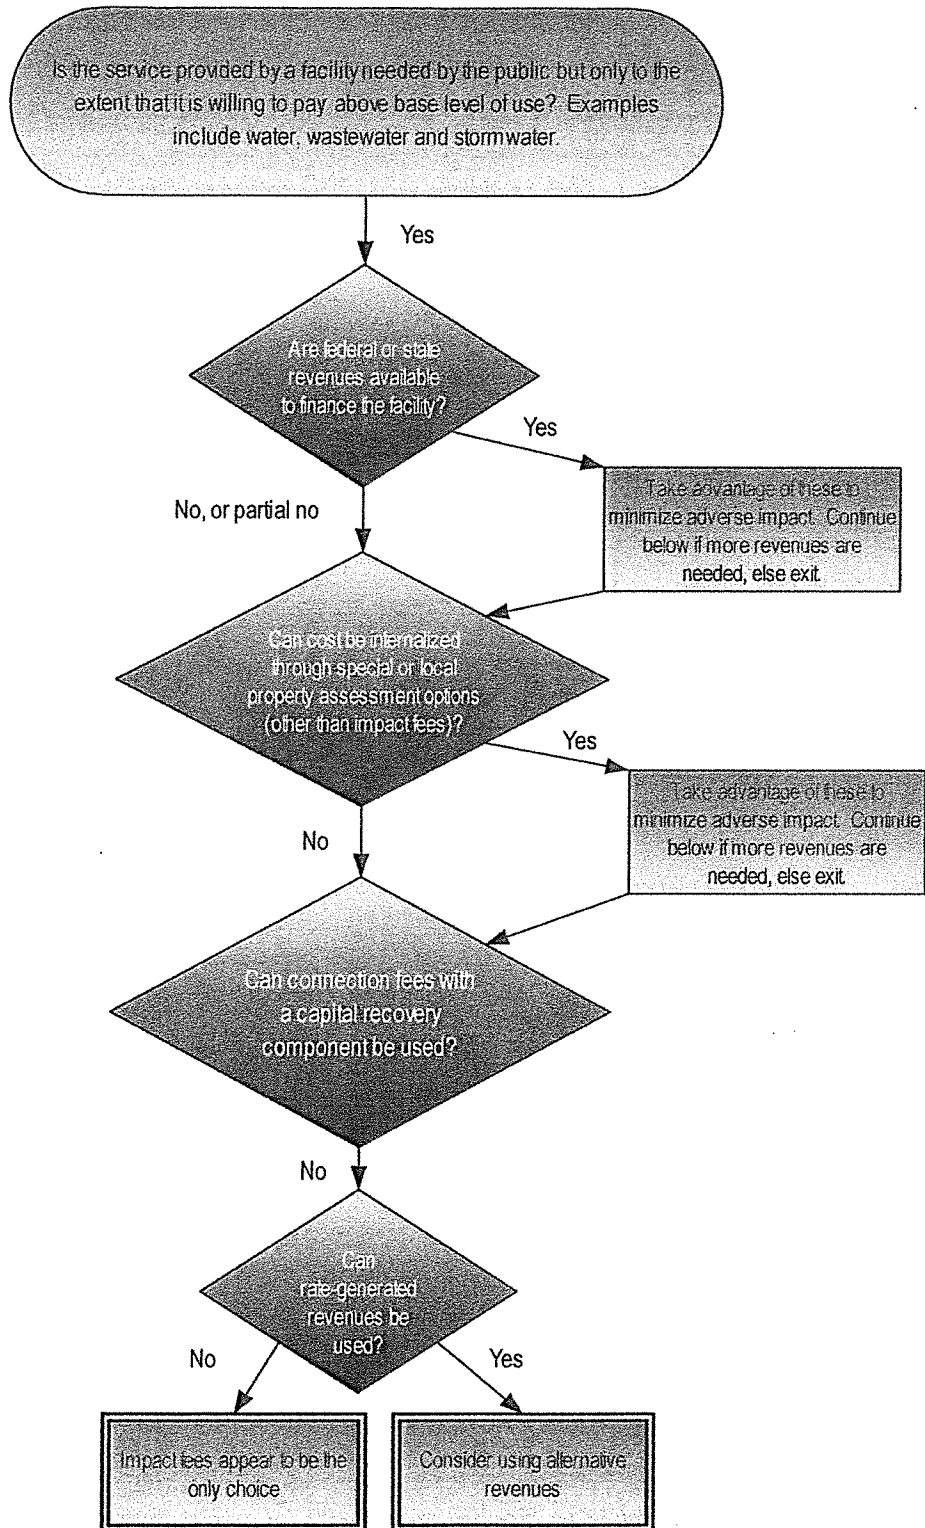 Is the service provided by a facility needed by the public but only to the
extent that it is willing to pay above base level of use? Examples
include water, wastewater and stormwater.
Yes
Are federal or state
revenues available
to finance the facility?
Yes
No, or partial no
Take advantage of these to
minimize adverse impact. Continue
below if more revenues are
needed, else exit.
Can cost be internalized
through special or local
property assessment options
(other than impact fees)?
Yes
No
Take advantage of these to
minimize adverse impact. Continue
below if more revenues are
needed, else exit.
Can connection fees with
a capital recovery
component be used?
No
Can
rate-generated
revenues be
used?
No
Yes
Impact fees appear to be the
only choice
Consider using alternative
revenues